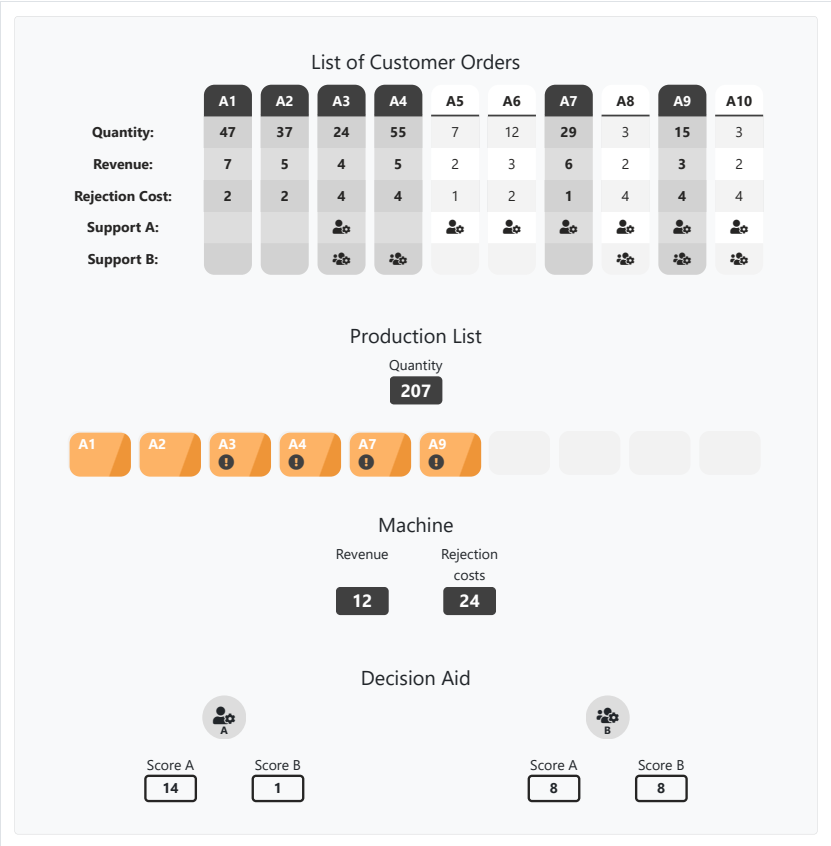 List of Customer Orders
A1 A2 A3 A4 A5 A6 A7 A8 A9 A10
Quantity: 47 37 24 55 7 12 29 3 15 3
Revenue: 7 5 4 5 2 3 6 2 3 2
Rejection Cost: 2 2 4 4 1 2 1 4 4 4
Support A:
Support B:
Production List
Quantity
207
A1 A2 A3 A4 A7 A9
! ! ! !
Machine
Revenue Rejection
costs
12 24
Decision Aid
A B
Score A Score B Score A Score B
14 1 8 8